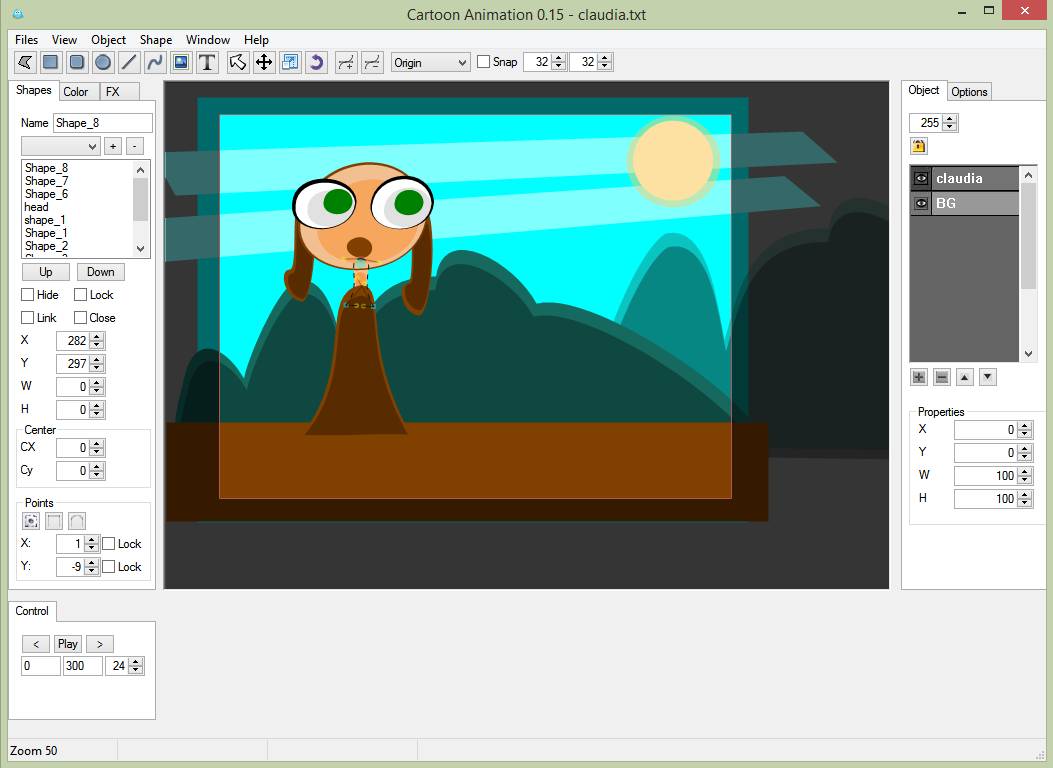 Cartoon Animation 0.15 - claudia.txt
Files View Object Shape Window Help
T Origin Snap 32 32
Shapes Color FX
Name Shape_8
+ -
Shape_8
Shape_7
Shape_6
head
shape_1
Shape_1
Shape_2
Up Down
Hide Lock
Link Close
X 282
Y 297
W 0
H 0
Center
CX 0
Cy 0
Points
X: 1 Lock
Y: -9 Lock
Object Options
255
claudia
BG
Properties
X 0
Y 0
W 100
H 100
Control
< Play >
0 300 24
Zoom 50